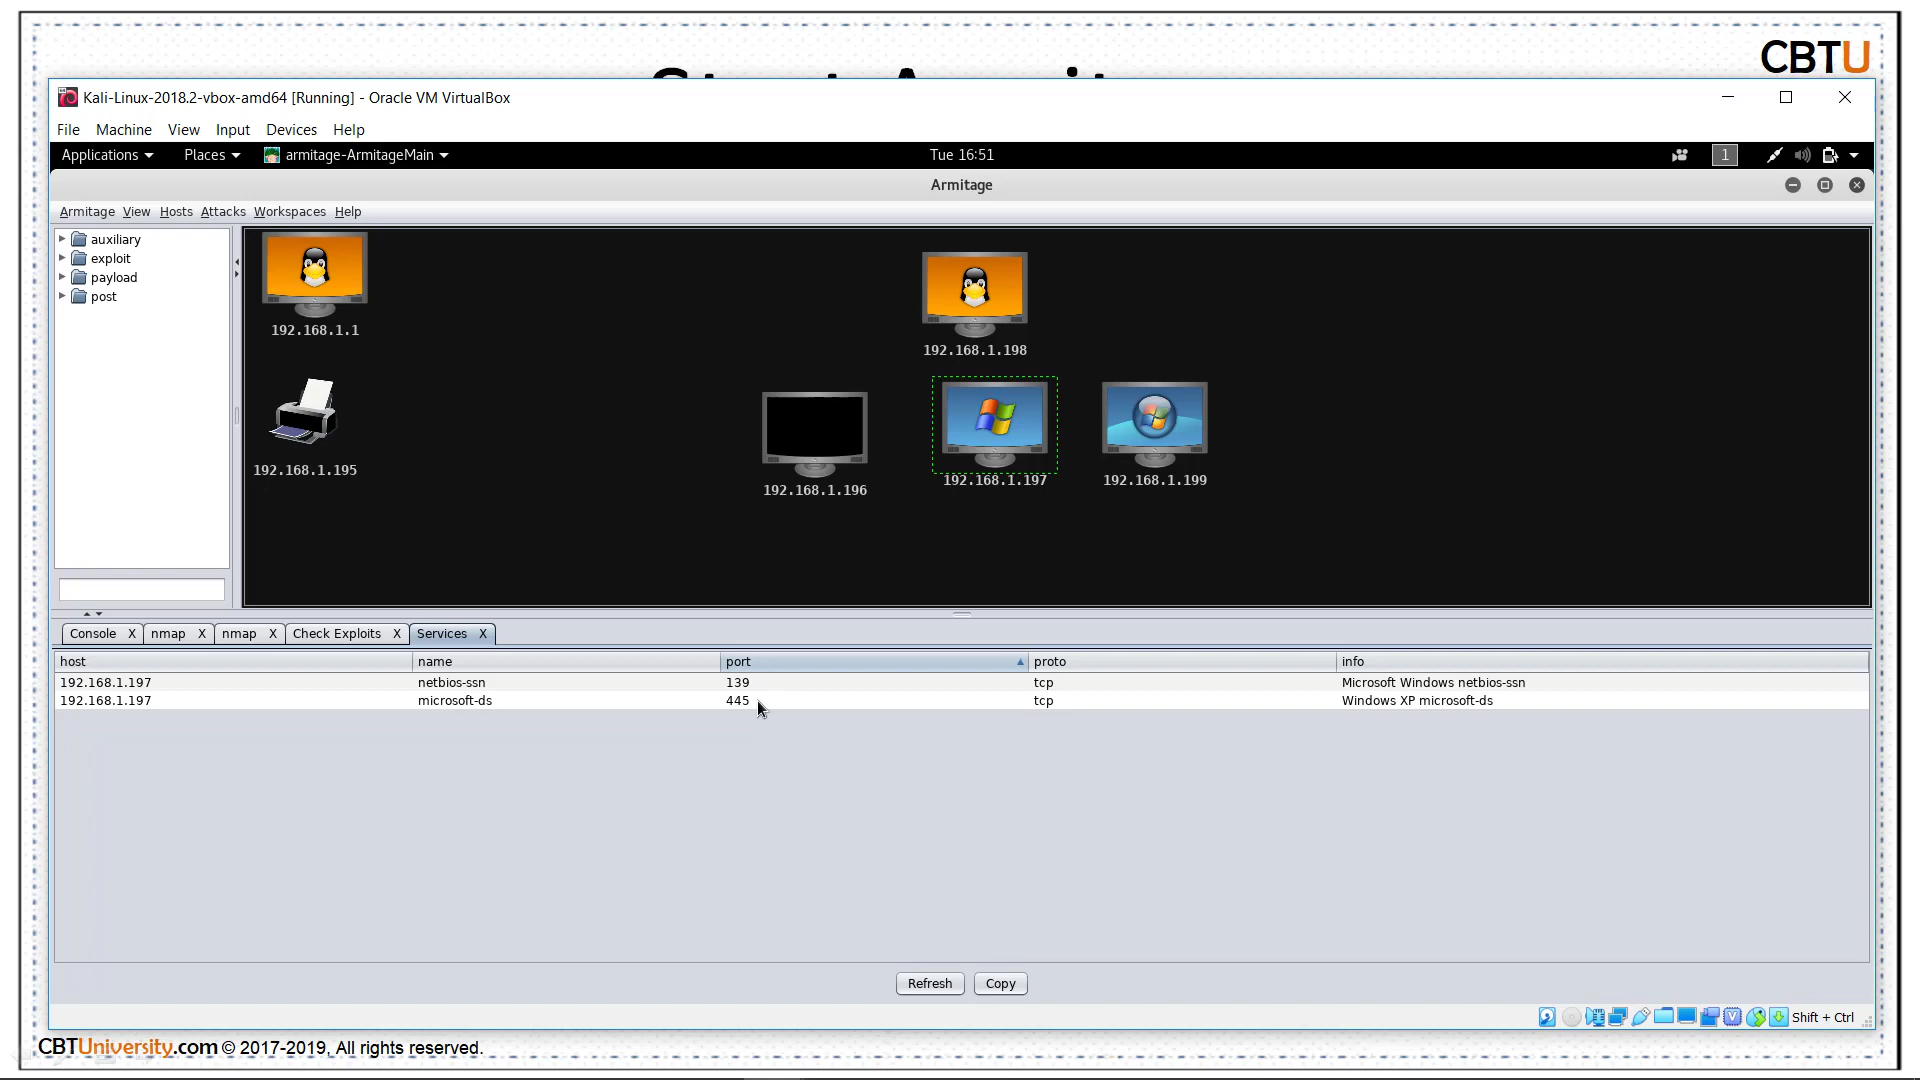 CBTU
Kali-Linux-2018.2-vbox-amd64 [Running] - Oracle VM VirtualBox
File Machine View Input Devices Help
Applications Places armitage-ArmitageMain Tue 16:51 1
Armitage
Armitage View Hosts Attacks Workspaces Help
auxiliary
exploit
payload
post
192.168.1.1
192.168.1.198
192.168.1.195
192.168.1.196
192.168.1.197
192.168.1.199
Console X nmap X nmap X Check Exploits X Services X
host name port proto info
192.168.1.197 netbios-ssn 139 tcp Microsoft Windows netbios-ssn
192.168.1.197 microsoft-ds 445 tcp Windows XP microsoft-ds
Refresh Copy
Shift + Ctrl
CBTUniversity.com © 2017-2019, All rights reserved.